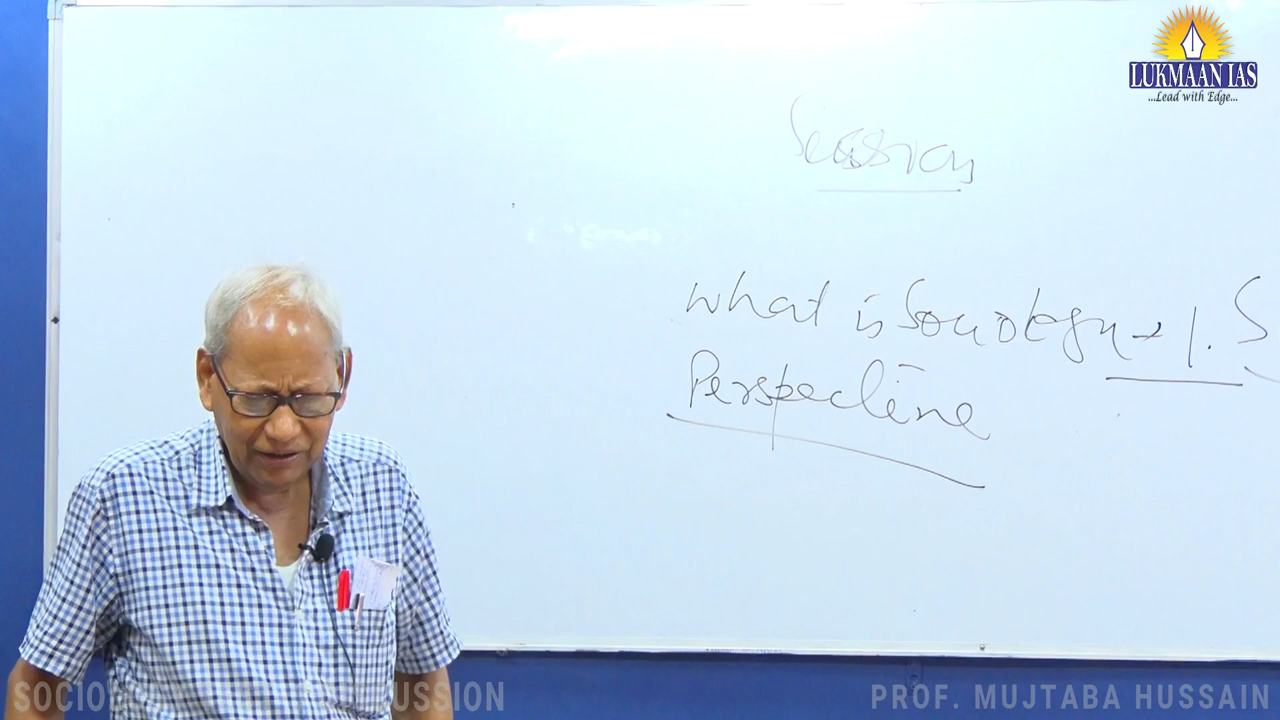 LUKMAAN IAS
...Lead with Edge...
Session
what is Sociology → 1. S
Perspective
PROF. MUJTABA HUSSAIN